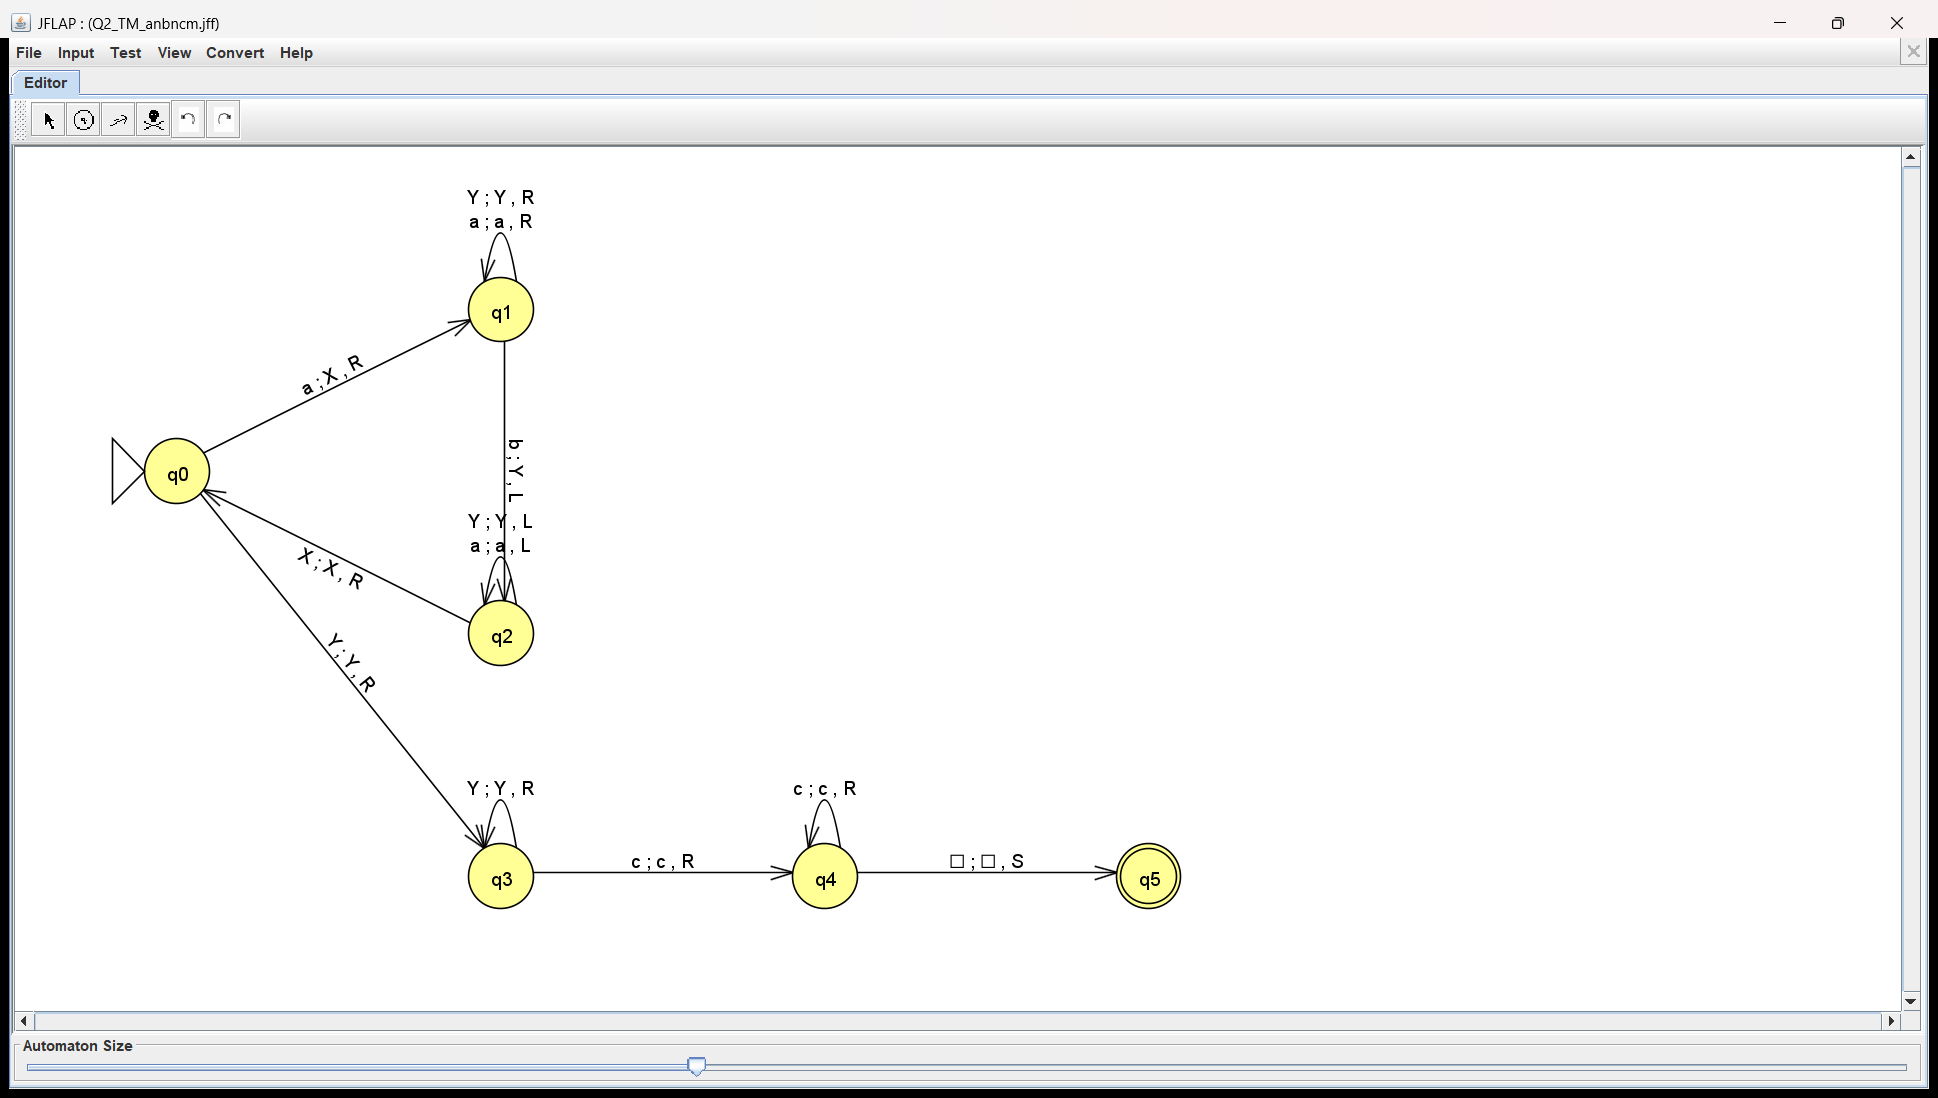 JFLAP : (Q2_TM_anbncm.jff)
File Input Test View Convert Help
Editor
Y ; Y , R
a ; a , R
q1
a ; X , R
q0
b ; Y , L
Y ; Y , L
a ; a , L
X ; X , R
q2
Y ; Y , R
Y ; Y , R
c ; c , R
q3
c ; c , R
q4
□ ; □ , S
q5
Automaton Size